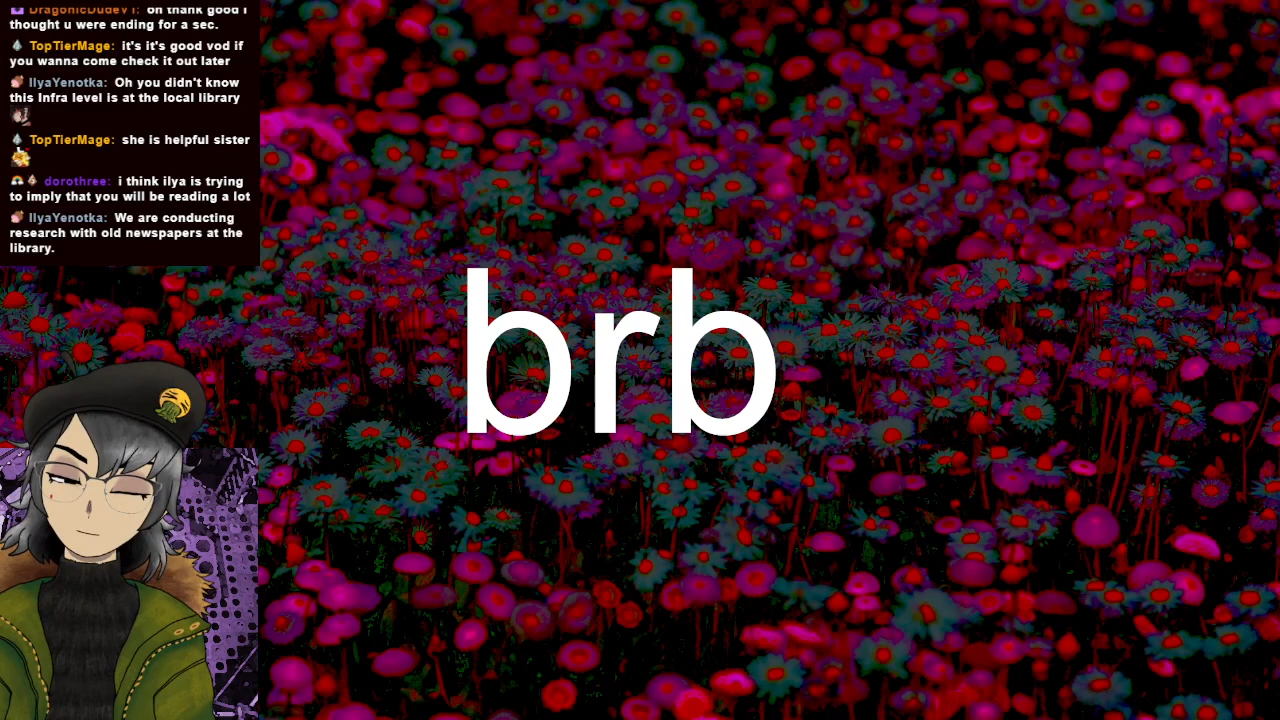 DragonicDudeVT: oh thank god i
thought u were ending for a sec.
TopTierMage: it's it's good vod if
you wanna come check it out later
IlyaYenotka: Oh you didn't know
this Infra level is at the local library
TopTierMage: she is helpful sister
dorothree: i think ilya is trying
to imply that you will be reading a lot
IlyaYenotka: We are conducting
research with old newspapers at the
library.
brb